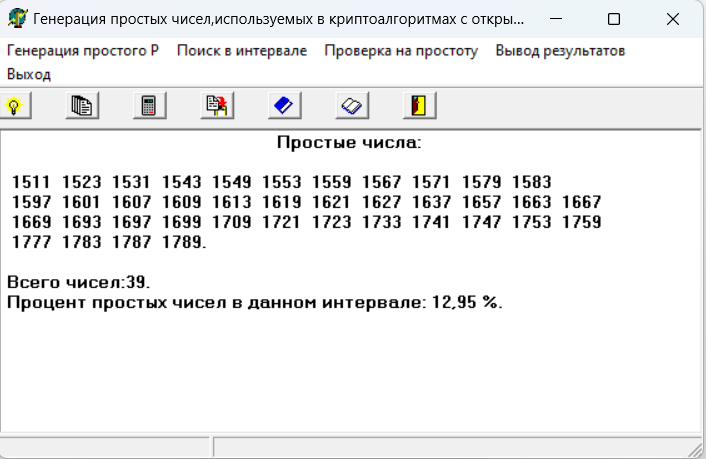 Генерация простых чисел,используемых в криптоалгоритмах с откры...
Генерация простого P Поиск в интервале Проверка на простоту Вывод результатов
Выход
Простые числа:
1511 1523 1531 1543 1549 1553 1559 1567 1571 1579 1583
1597 1601 1607 1609 1613 1619 1621 1627 1637 1657 1663 1667
1669 1693 1697 1699 1709 1721 1723 1733 1741 1747 1753 1759
1777 1783 1787 1789.
Всего чисел:39.
Процент простых чисел в данном интервале: 12,95 %.